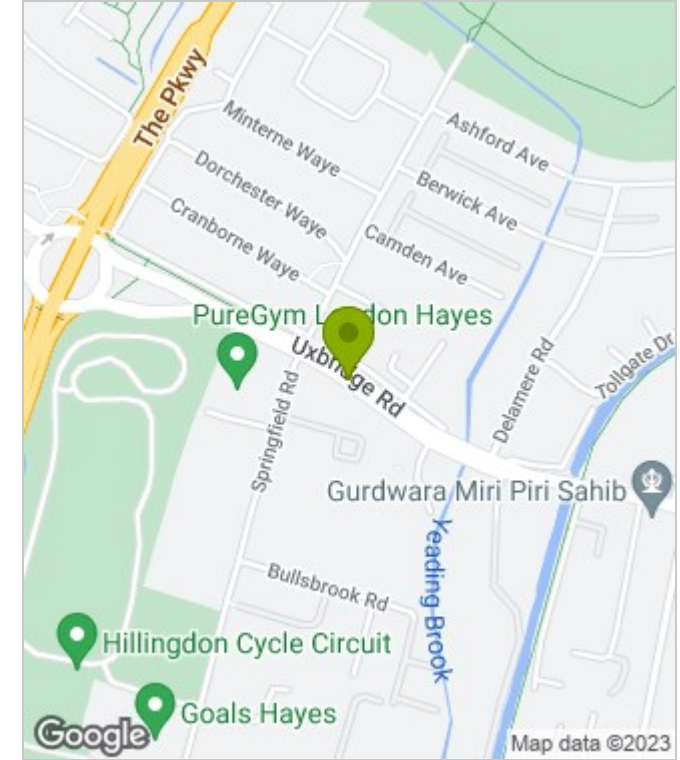 The Pkwy
Minterne Waye
Ashford Ave
Dorchester Waye
Berwick Ave
Cranborne Waye
Camden Ave
PureGym London Hayes
Uxbridge Rd
Springfield Rd
Delamere Rd
Tollgate Dr
Gurdwara Miri Piri Sahib
Yeading Brook
Bullsbrook Rd
Hillingdon Cycle Circuit
Goals Hayes
Google
Map data ©2023